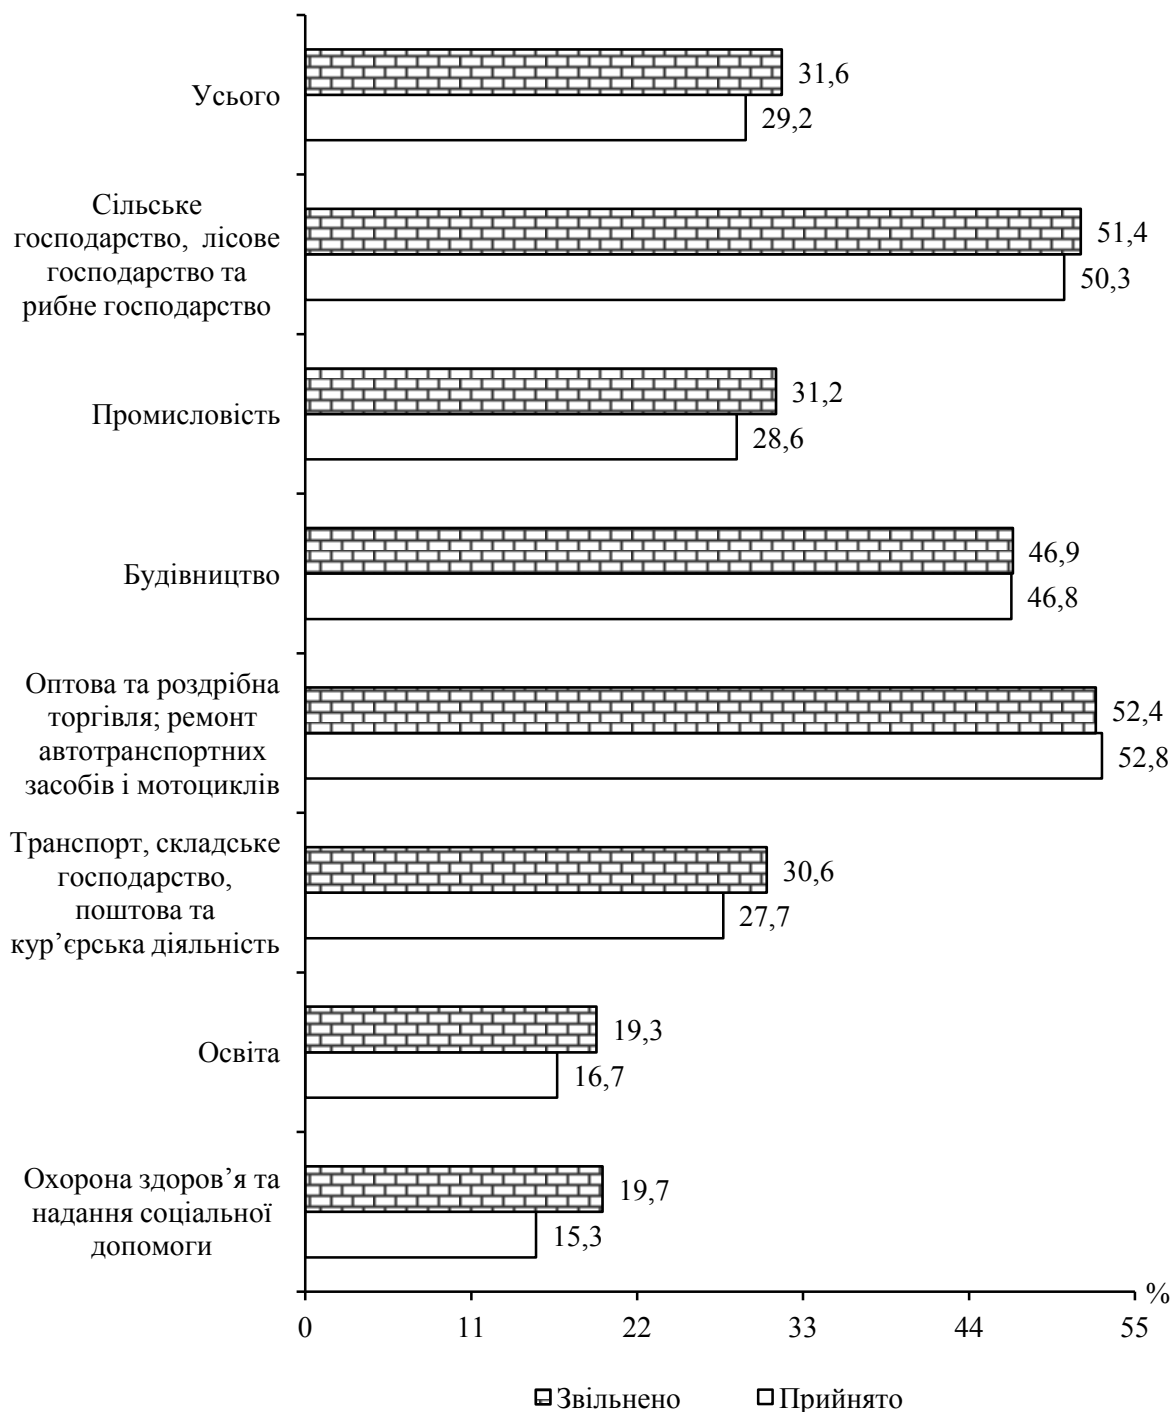 31,6
Усього
29,2
Сільське
господарство, лісове
господарство та
рибне господарство
51,4
50,3
31,2
Промисловість
28,6
46,9
Будівництво
46,8
Оптова та роздрібна
торгівля; ремонт
автотранспортних
засобів і мотоциклів
52,4
52,8
Транспорт, складське
господарство,
поштова та
кур’єрська діяльність
30,6
27,7
19,3
Освіта
16,7
Охорона здоров’я та
надання соціальної
допомоги
19,7
15,3
%
0 11 22 33 44 55
Звільнено Прийнято